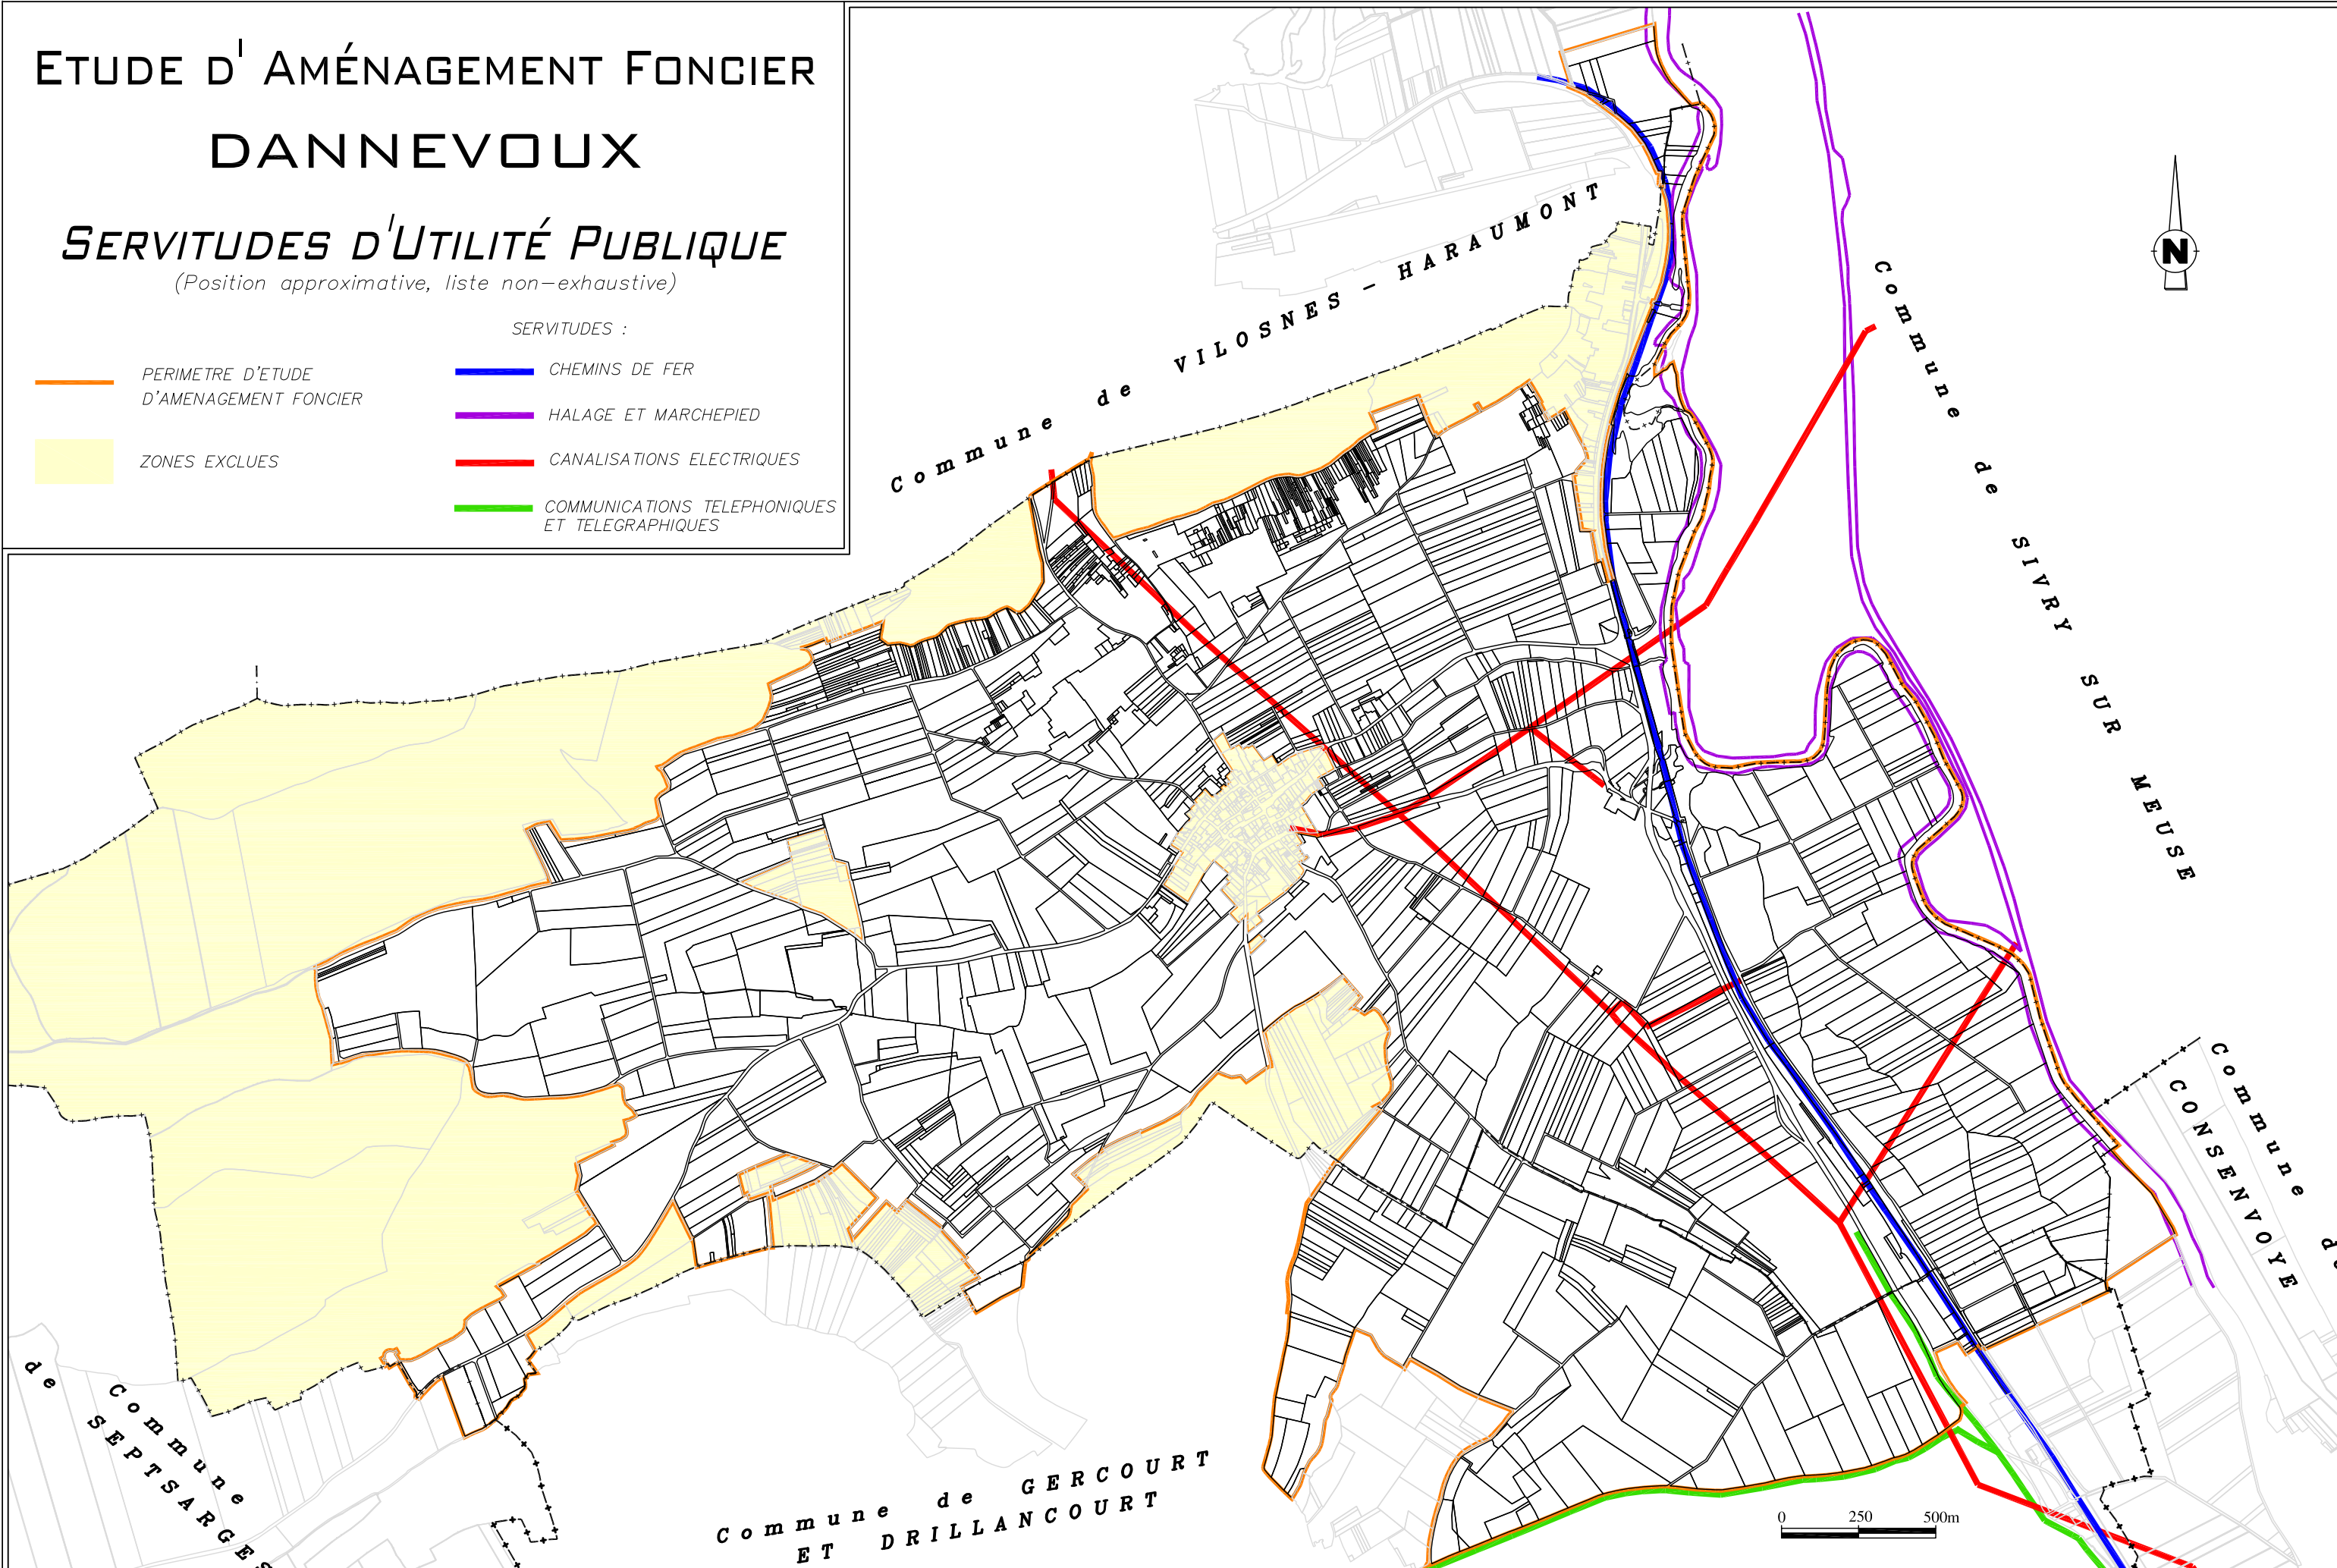 ETUDE D' AMÉNAGEMENT FONCIER
DANNEVOUX
SERVITUDES D'UTILITÉ PUBLIQUE
(Position approximative, liste non-exhaustive)
SERVITUDES :
PERIMETRE D'ETUDE
D'AMENAGEMENT FONCIER
ZONES EXCLUES
CHEMINS DE FER
HALAGE ET MARCHEPIED
CANALISATIONS ELECTRIQUES
COMMUNICATIONS TELEPHONIQUES
ET TELEGRAPHIQUES
Commune de VILOSNES - HARAUMONT
N
Commune de SIVRY SUR MEUSE
Commune de
CONSENVOYE
Commune
de SEPTSARGES
Commune de GERCOURT
ET DRILLANCOURT
0 250 500m